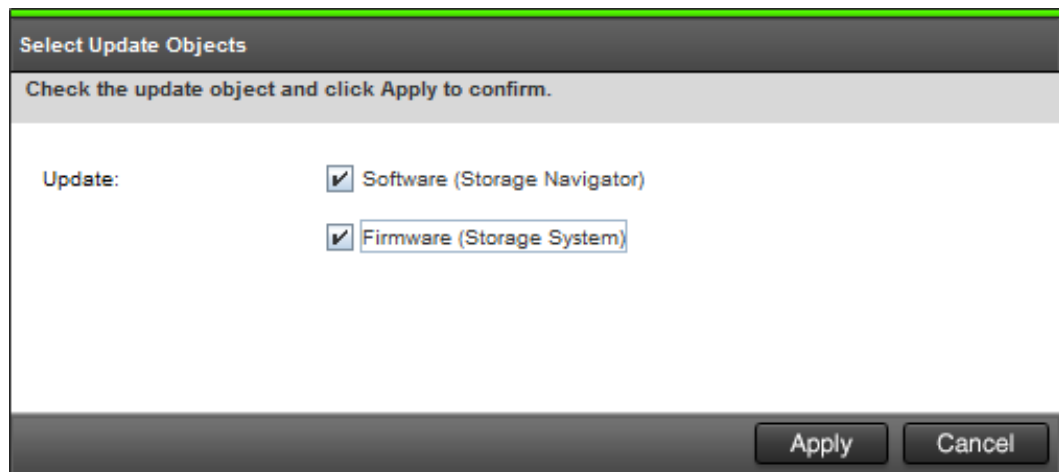 Select Update Objects
Check the update object and click Apply to confirm.
Update:
Software (Storage Navigator)
Firmware (Storage System)
Apply
Cancel